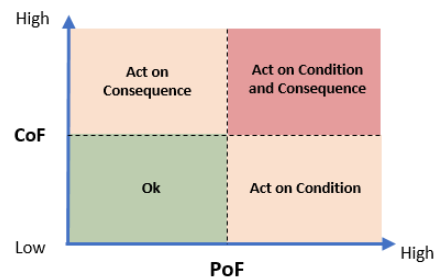 High
Act on
Consequence
Act on Condition
and Consequence
CoF
Ok
Act on Condition
Low
High
PoF